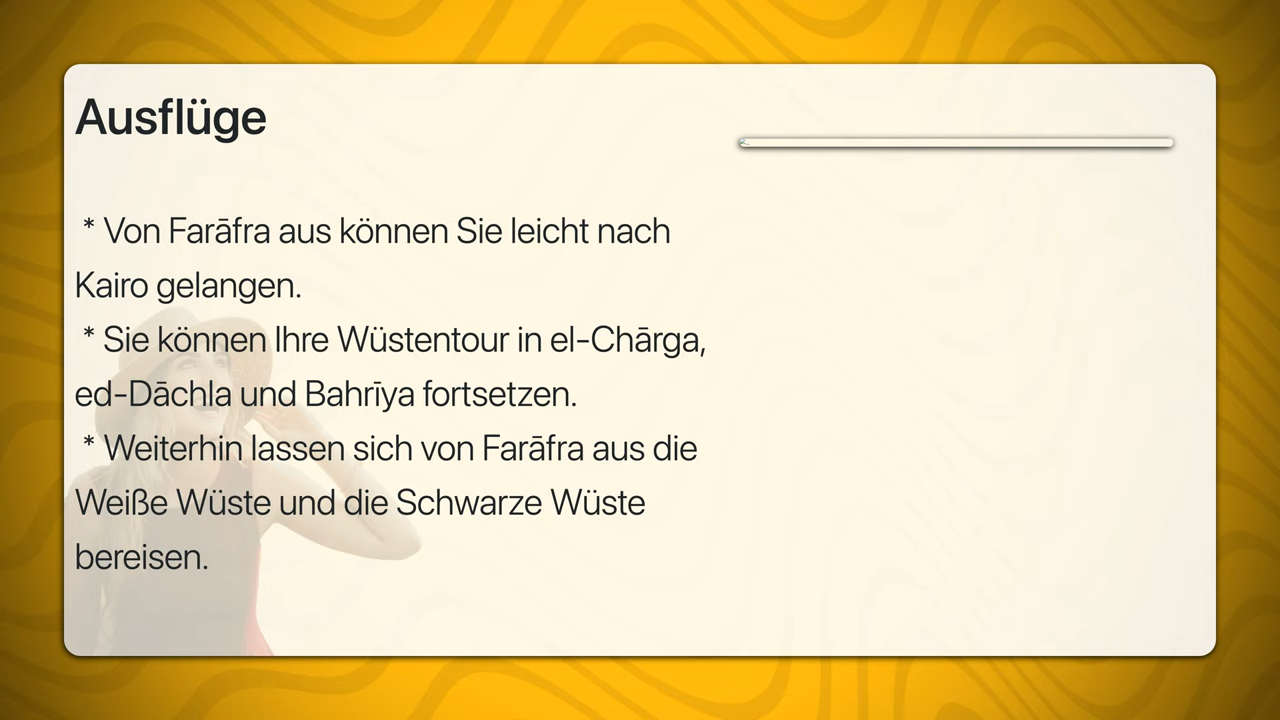 Ausflüge
* Von Farāfra aus können Sie leicht nach
Kairo gelangen.
* Sie können Ihre Wüstentour in el-Chārga,
ed-Dāchla und Bahrīya fortsetzen.
* Weiterhin lassen sich von Farāfra aus die
Weiße Wüste und die Schwarze Wüste
bereisen.